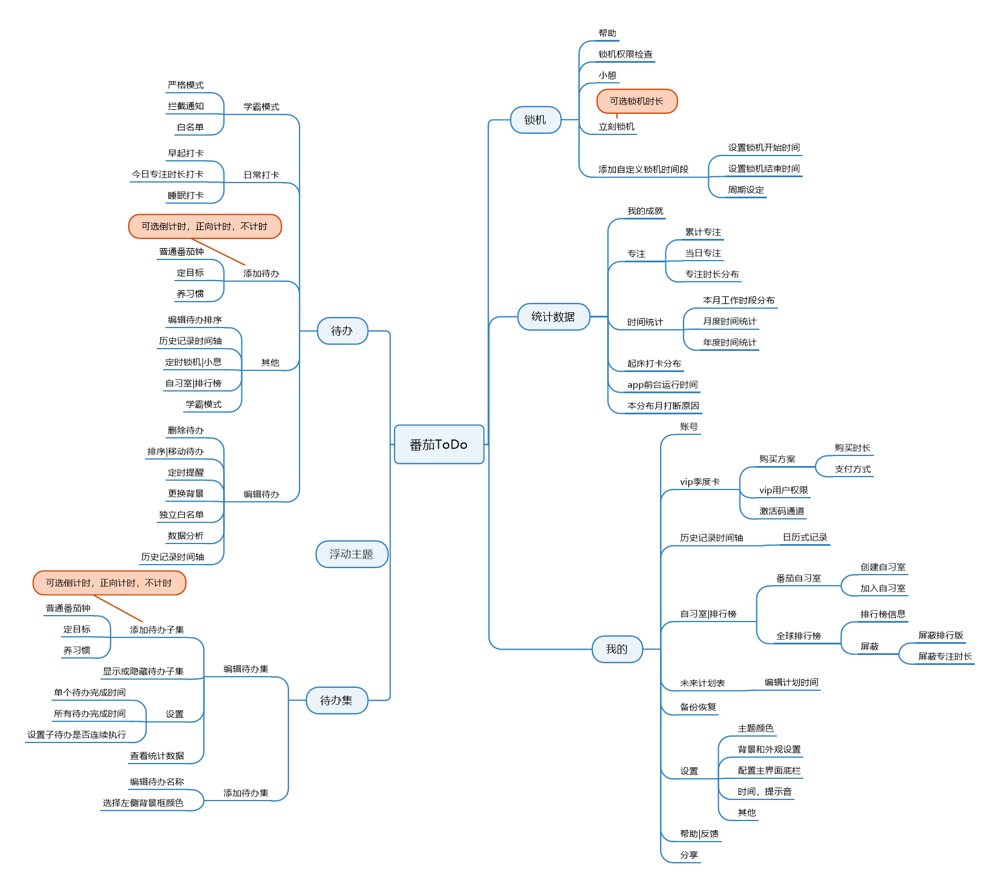 番茄ToDo
待办
学霸模式
严格模式
拦截通知
白名单
日常打卡
早起打卡
今日专注时长打卡
睡眠打卡
可选倒计时，正向计时，不计时
添加待办
普通番茄钟
定目标
养习惯
其他
编辑待办排序
历史记录时间轴
定时锁机|小息
自习室|排行榜
学霸模式
编辑待办
删除待办
排序|移动待办
定时提醒
更换背景
独立白名单
数据分析
历史记录时间轴
浮动主题
待办集
编辑待办集
可选倒计时，正向计时，不计时
添加待办子集
普通番茄钟
定目标
养习惯
显示或隐藏待办子集
设置
单个待办完成时间
所有待办完成时间
设置子待办是否连续执行
查看统计数据
添加待办集
编辑待办名称
选择左侧背景框颜色
锁机
帮助
锁机权限检查
小憩
可选锁机时长
立刻锁机
添加自定义锁机时间段
设置锁机开始时间
设置锁机结束时间
周期设定
统计数据
我的成就
专注
累计专注
当日专注
专注时长分布
时间统计
本月工作时段分布
月度时间统计
年度时间统计
起床打卡分布
app前台运行时间
本分布月打断原因
我的
账号
vip季度卡
购买方案
购买时长
支付方式
vip用户权限
激活码通道
历史记录时间轴
日历式记录
自习室|排行榜
番茄自习室
创建自习室
加入自习室
全球排行榜
排行榜信息
屏蔽
屏蔽排行版
屏蔽专注时长
未来计划表
编辑计划时间
备份恢复
设置
主题颜色
背景和外观设置
配置主界面底栏
时间，提示音
其他
帮助|反馈
分享